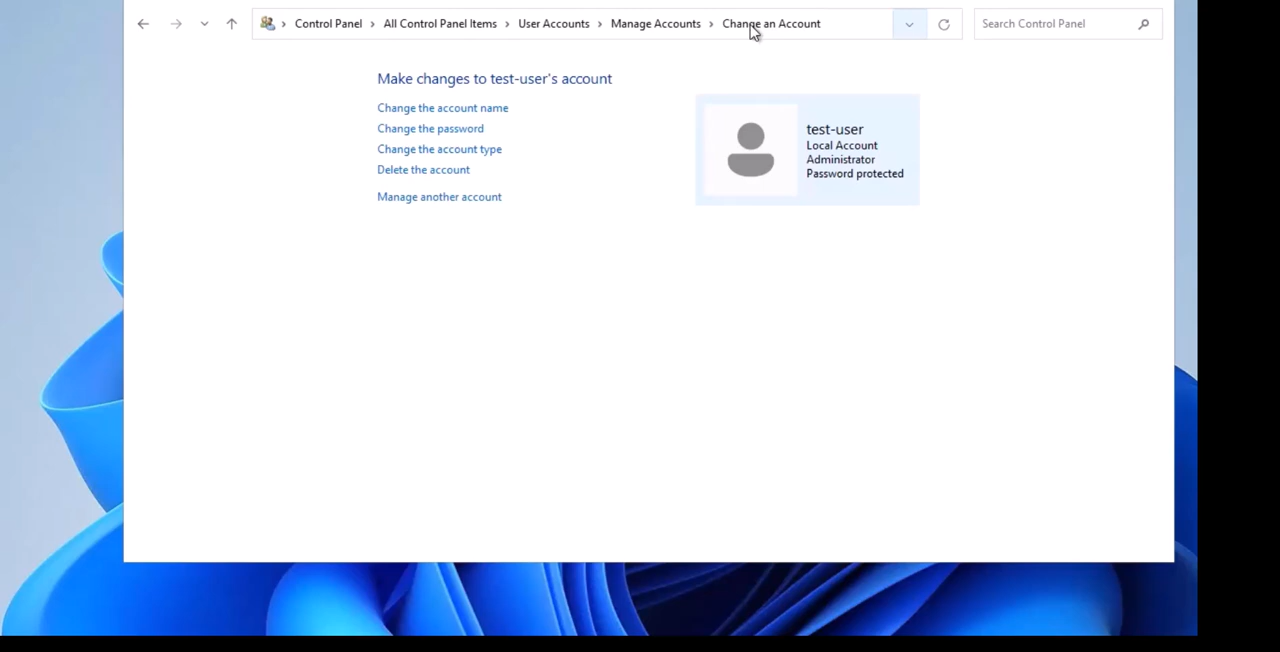 Control Panel > All Control Panel Items > User Accounts > Manage Accounts > Change an Account
Search Control Panel
Make changes to test-user's account
Change the account name
Change the password
Change the account type
Delete the account
Manage another account
test-user
Local Account
Administrator
Password protected